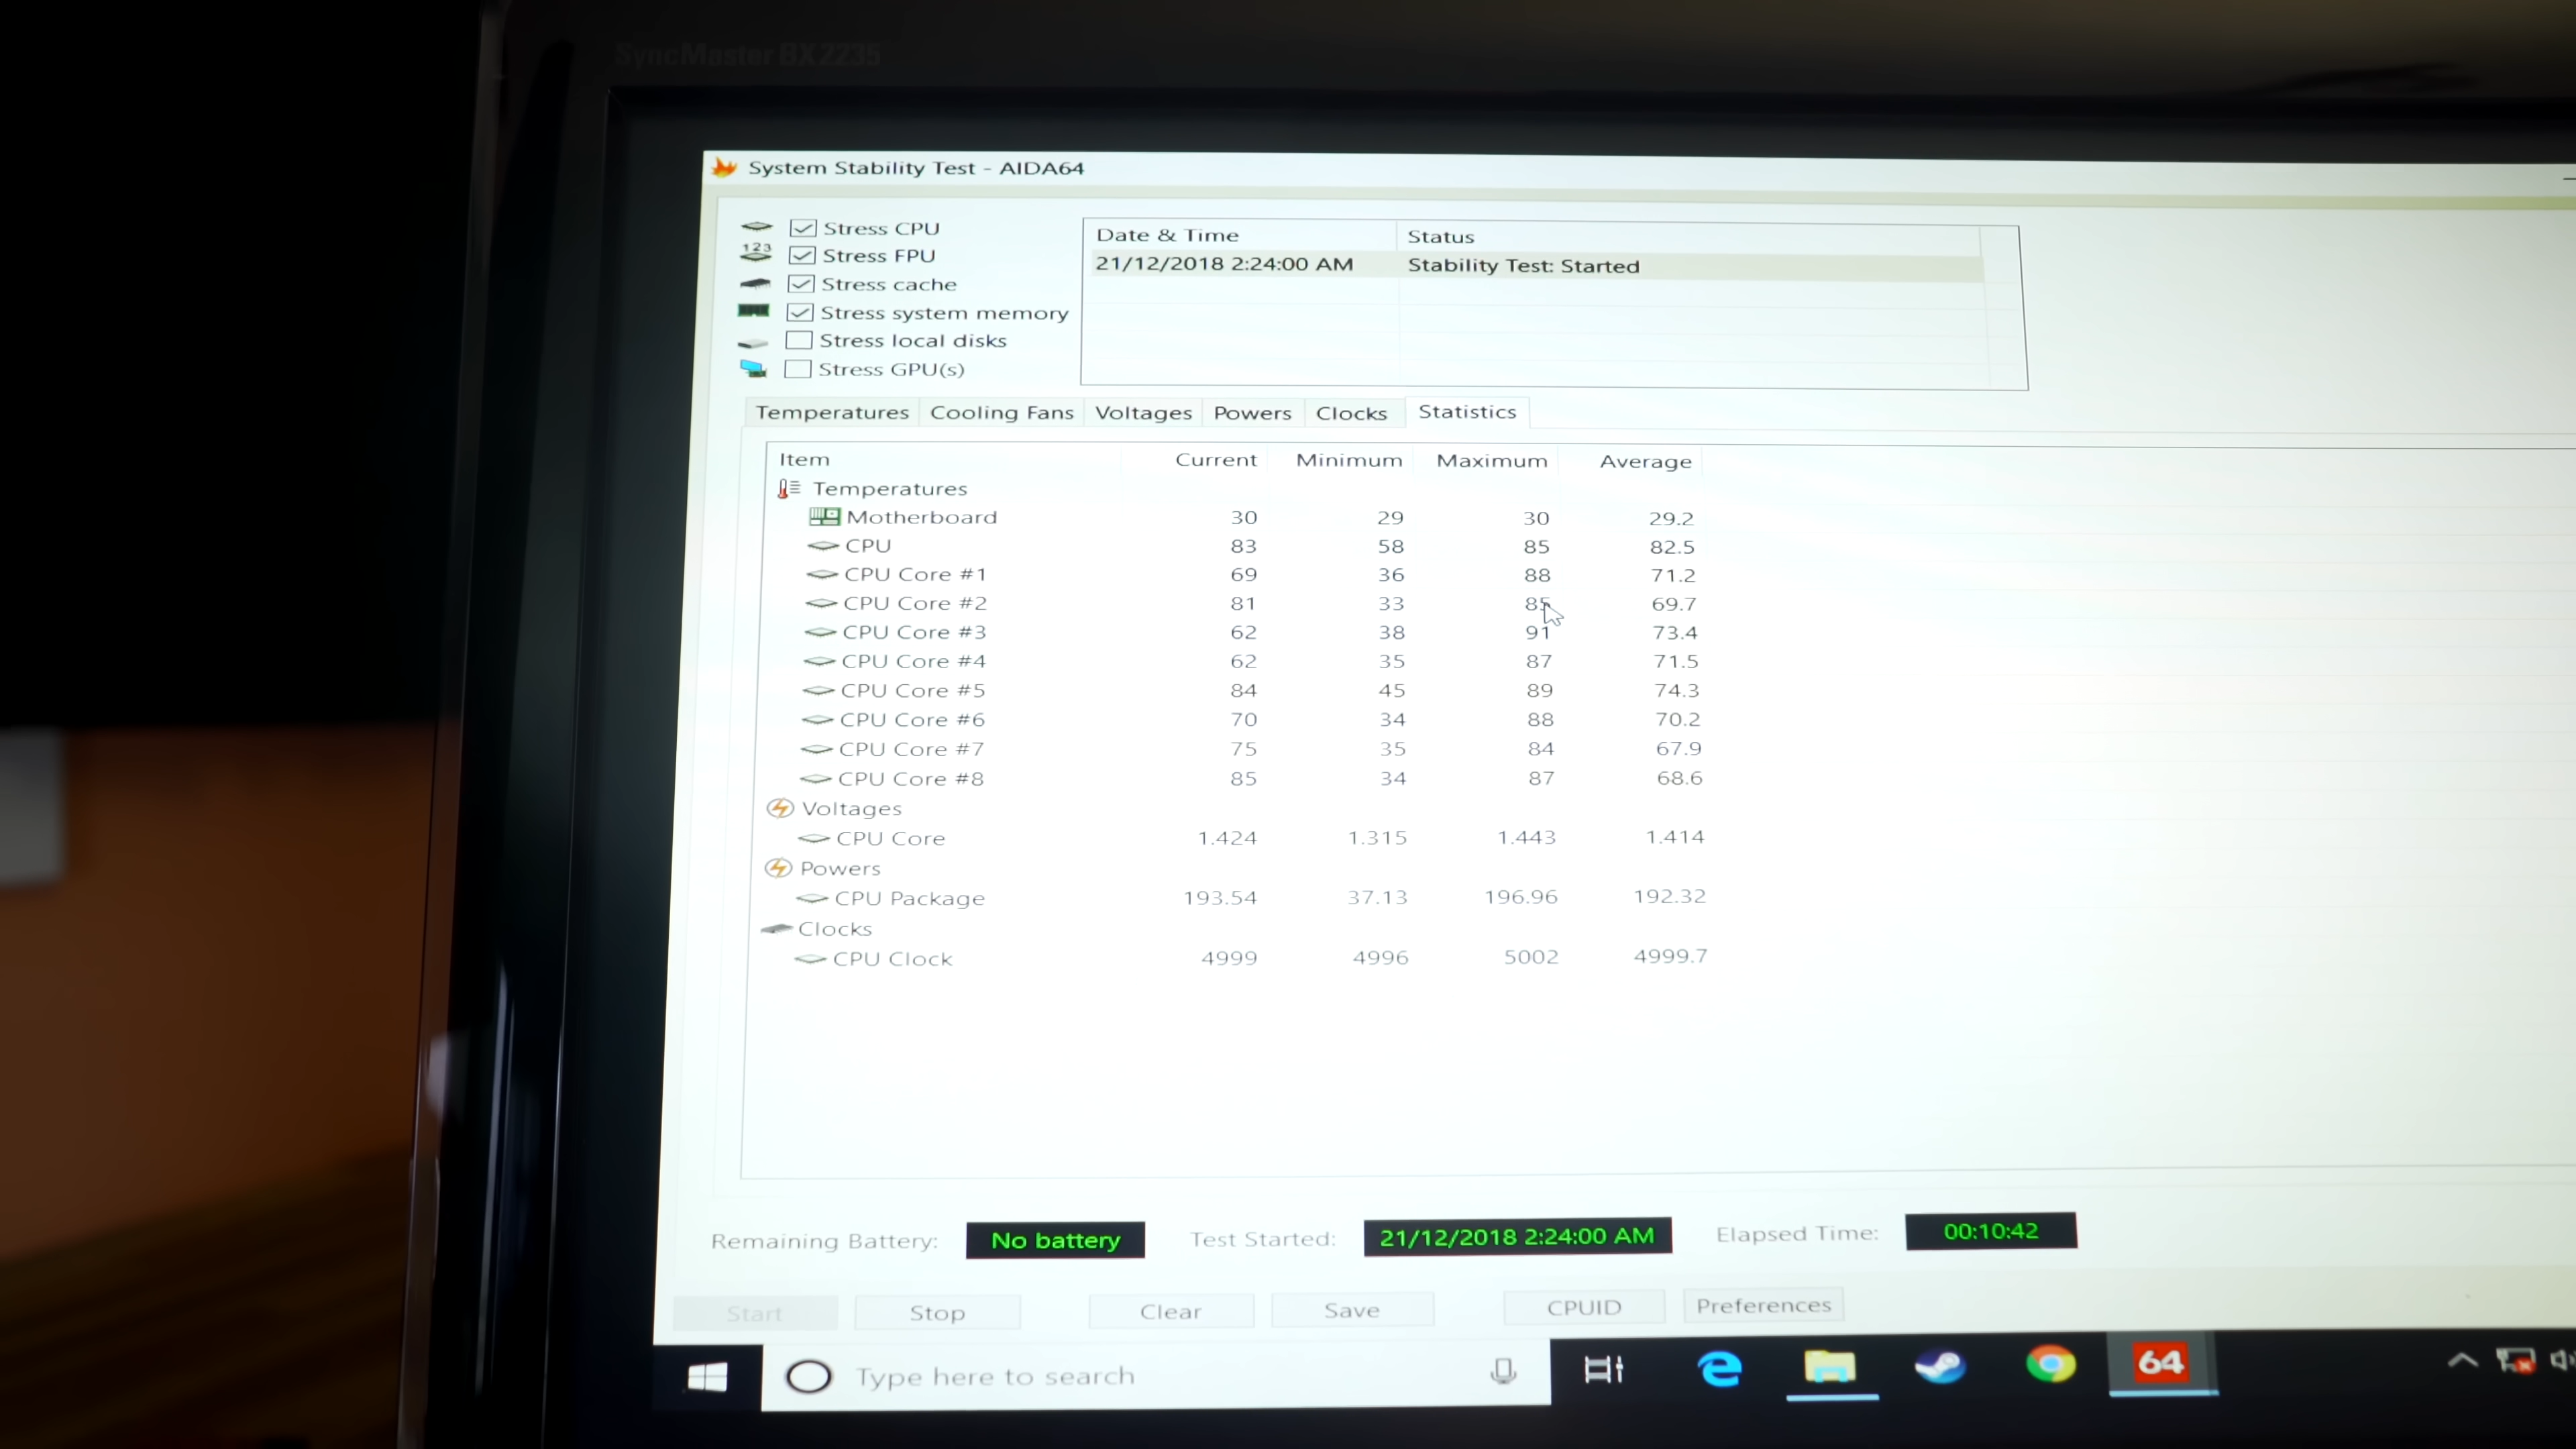 SyncMaster BX2235
System Stability Test - AIDA64
Stress CPU
123
Stress FPU
Stress cache
Stress system memory
Stress local disks
Stress GPU(s)
Date & Time Status
21/12/2018 2:24:00 AM Stability Test: Started
Temperatures Cooling Fans Voltages Powers Clocks Statistics
Item Current Minimum Maximum Average
Temperatures
Motherboard 30 29 30 29.2
CPU 83 58 85 82.5
CPU Core #1 69 36 88 71.2
CPU Core #2 81 33 85 69.7
CPU Core #3 62 38 91 73.4
CPU Core #4 62 35 87 71.5
CPU Core #5 84 45 89 74.3
CPU Core #6 70 34 88 70.2
CPU Core #7 75 35 84 67.9
CPU Core #8 85 34 87 68.6
Voltages
CPU Core 1.424 1.315 1.443 1.414
Powers
CPU Package 193.54 37.13 196.96 192.32
Clocks
CPU Clock 4999 4996 5002 4999.7
Remaining Battery: No battery Test Started: 21/12/2018 2:24:00 AM Elapsed Time: 00:10:42
Start Stop Clear Save CPUID Preferences
Type here to search 64